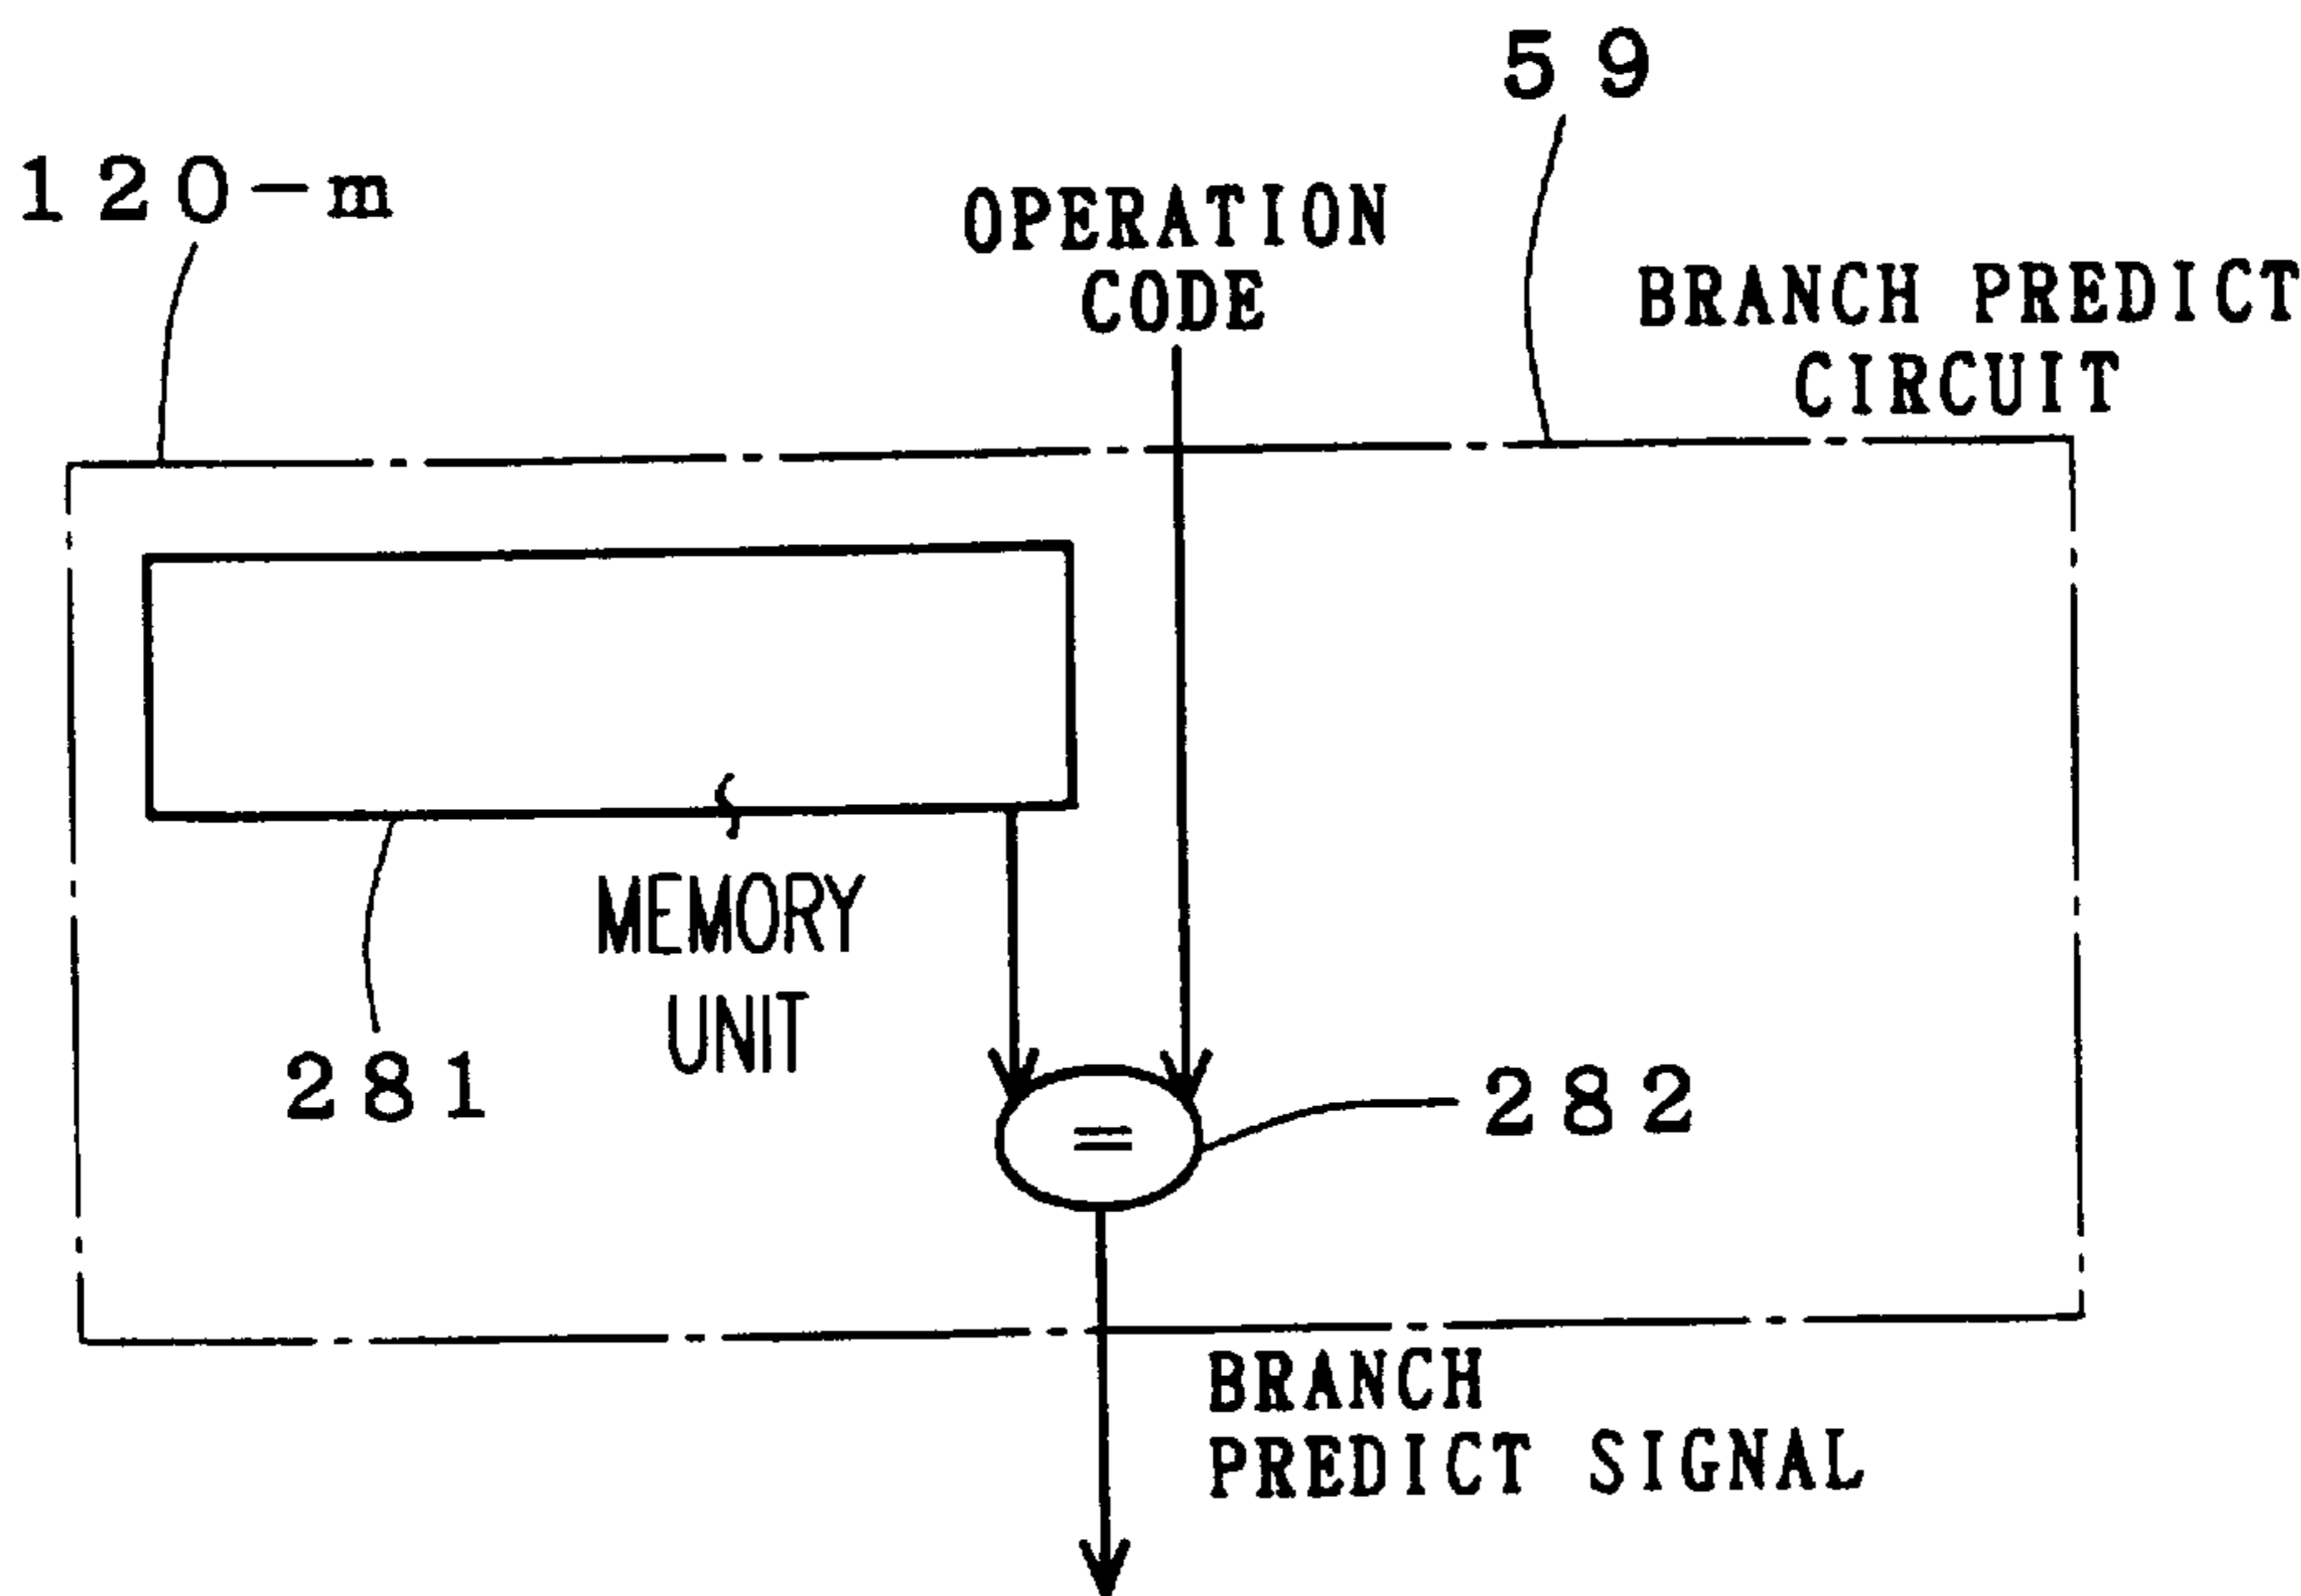 59
120-m
OPERATION
CODE
BRANCH PREDICT
CIRCUIT
MEMORY
UNIT
281
=
282
BRANCH
PREDICT SIGNAL